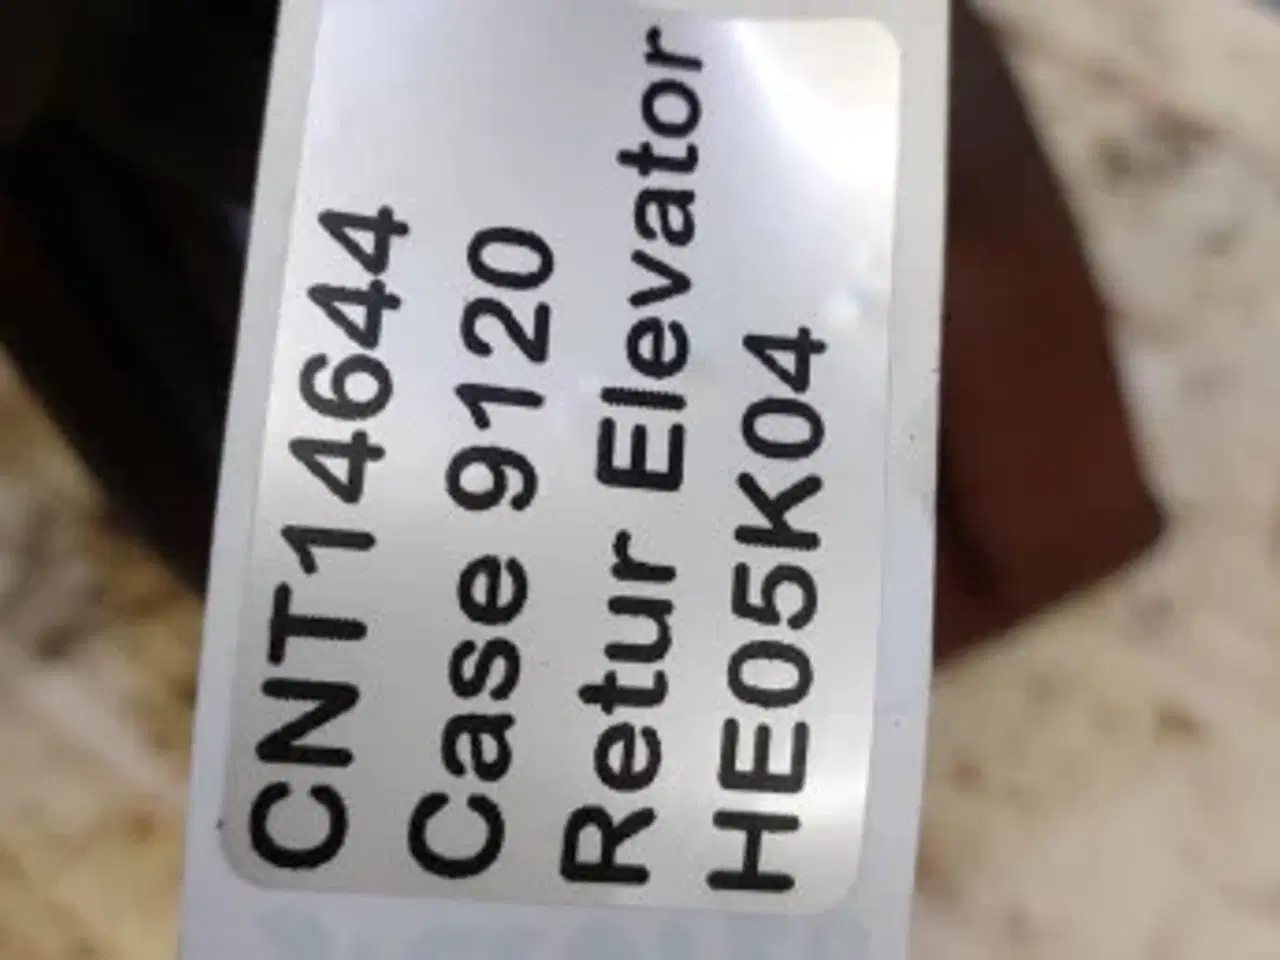 CNT14644
Case 9120
Retur Elevator
HE05K04